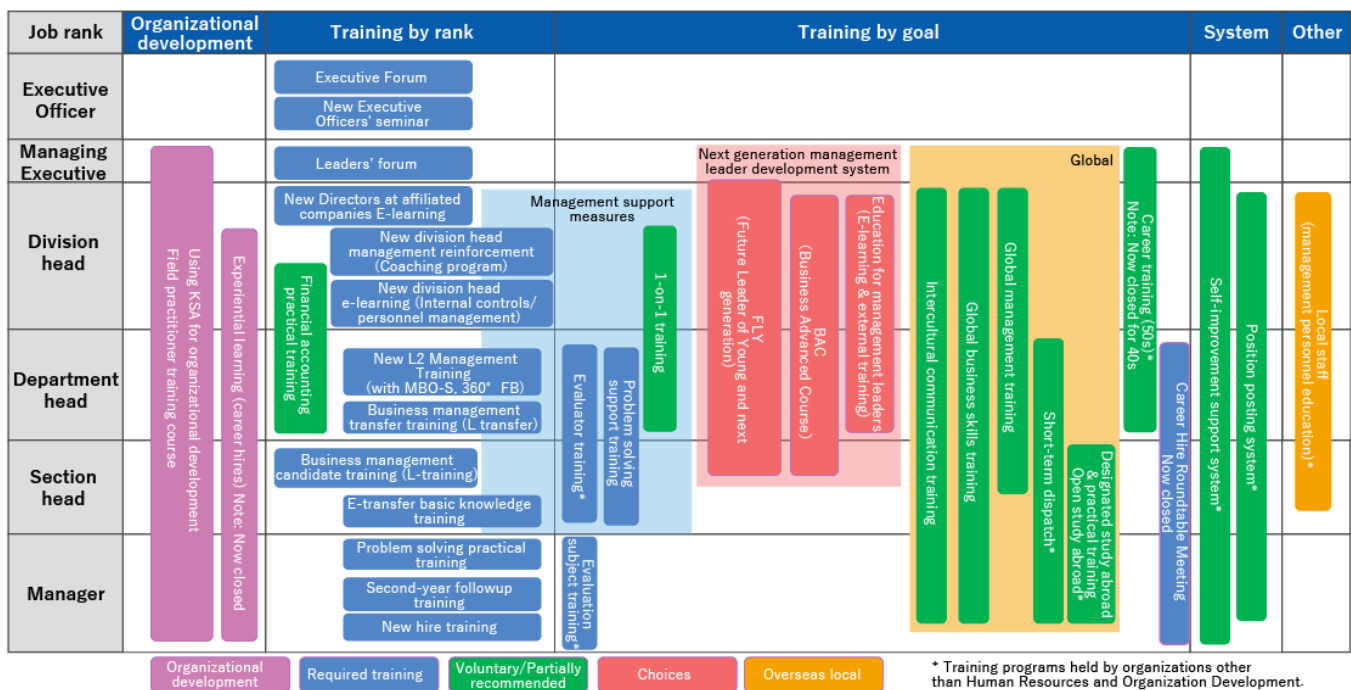 Job rank
Organizational
development
Training by rank
Training by goal
System
Other
Executive
Officer
Managing
Executive
Division
head
Department
head
Section
head
Manager
Using KSA for organizational development
Field practitioner training course
Experiential learning (career hires) Note: Now closed
Executive Forum
New Executive
Officers' seminar
Leaders' forum
New Directors at affiliated
companies E-learning
New division head
management reinforcement
(Coaching program)
New division head
e-learning (Internal controls/
personnel management)
Financial accounting
practical training
New L2 Management
Training
(with MBO-S, 360° FB)
Business management
transfer training (L transfer)
Business management
candidate training (L-training)
E-transfer basic knowledge
training
Problem solving practical
training
Second-year followup
training
New hire training
Management support
measures
Evaluator training*
Problem solving
support training
1-on-1 training
Evaluation
subject training*
Next generation management
leader development system
FLY
(Future Leader of Young and next
generation)
BAC
(Business Advanced Course)
Education for management leaders
(E-learning & external training)
Global
Intercultural communication training
Global business skills training
Global management training
Short-term dispatch*
Designated study abroad
& practical training
Open study abroad*
Career training (50s)*
Note: Now closed for 40s
Career Hire Roundtable Meeting
Now closed
Self-improvement support system*
Position posting system*
Local staff
(management personnel education)*
Organizational
development
Required training
Voluntary/Partially
recommended
Choices
Overseas local
* Training programs held by organizations other
than Human Resources and Organization Development.